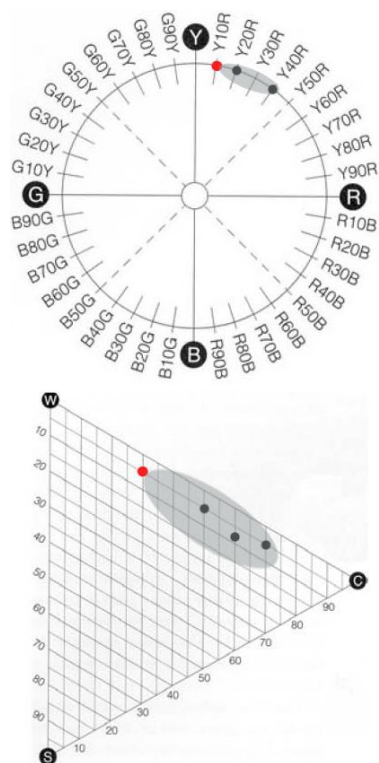 Y
G90Y
Y10R
G80Y
Y20R
G70Y
Y30R
G60Y
Y40R
G50Y
Y50R
G40Y
Y60R
G30Y
Y70R
G20Y
Y80R
G10Y
Y90R
G
R
B90G
R10B
B80G
R20B
B70G
R30B
B60G
R40B
B50G
R50B
B40G
R60B
B30G
R70B
B20G
R80B
B10G
R90B
B
W
10
20
30
40
50
60
70
80
90
S
10
20
30
40
50
60
70
80
90
C